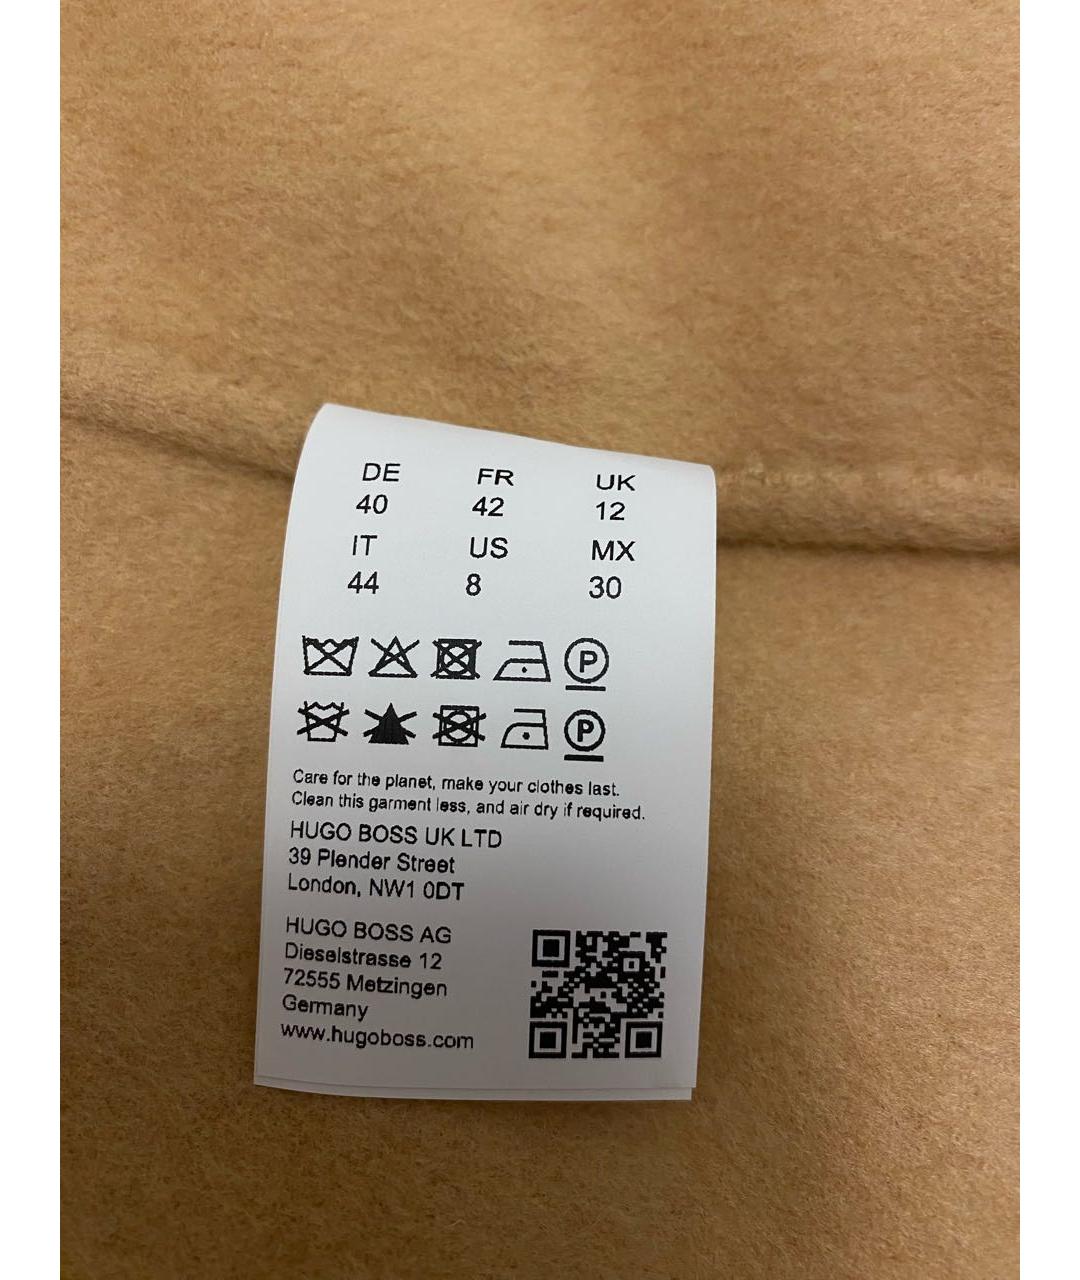 DE FR UK
40 42 12
IT US MX
44 8 30
P
P
Care for the planet, make your clothes last.
Clean this garment less, and air dry if required.
HUGO BOSS UK LTD
39 Plender Street
London, NW1 0DT
HUGO BOSS AG
Dieselstrasse 12
72555 Metzingen
Germany
www.hugoboss.com